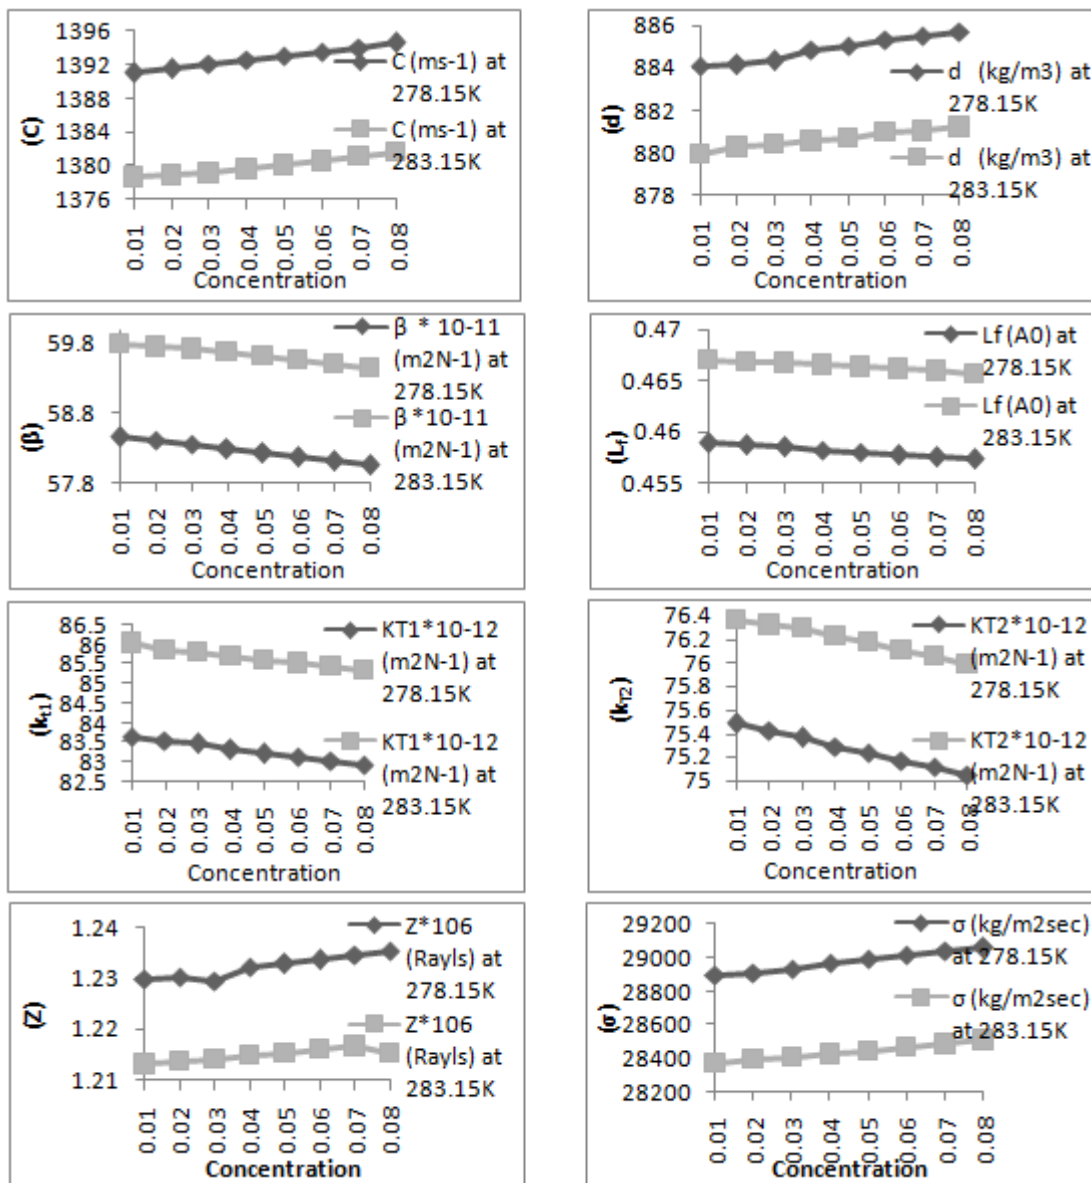 1396
1392
1388
1384
1380
1376
(C)
C (ms-1) at
278.15K
C (ms-1) at
283.15K
0.01
0.02
0.03
0.04
0.05
0.06
0.07
0.08
Concentration
886
884
882
880
878
(d)
d (kg/m3) at
278.15K
d (kg/m3) at
283.15K
0.01
0.02
0.03
0.04
0.05
0.06
0.07
0.08
Concentration
59.8
58.8
57.8
(β)
β * 10-11
(m2N-1) at
278.15K
β *10-11
(m2N-1) at
283.15K
0.01
0.02
0.03
0.04
0.05
0.06
0.07
0.08
Concentration
0.47
0.465
0.46
0.455
(Lf)
Lf (A0) at
278.15K
Lf (A0) at
283.15K
0.01
0.02
0.03
0.04
0.05
0.06
0.07
0.08
Concentration
86.5
86
85.5
85
84.5
84
83.5
83
82.5
(kt1)
KT1*10-12
(m2N-1) at
278.15K
KT1*10-12
(m2N-1) at
283.15K
0.01
0.02
0.03
0.04
0.05
0.06
0.07
0.08
Concentration
76.4
76.2
76
75.8
75.6
75.4
75.2
75
(kT2)
KT2*10-12
(m2N-1) at
278.15K
KT2*10-12
(m2N-1) at
283.15K
0.01
0.02
0.03
0.04
0.05
0.06
0.07
0.08
Concentration
1.24
1.23
1.22
1.21
(Z)
Z*106
(Rayls) at
278.15K
Z*106
(Rayls) at
283.15K
0.01
0.02
0.03
0.04
0.05
0.06
0.07
0.08
Concentration
29200
29000
28800
28600
28400
28200
(σ)
σ (kg/m2sec)
at 278.15K
σ (kg/m2sec)
at 283.15K
0.01
0.02
0.03
0.04
0.05
0.06
0.07
0.08
Concentration